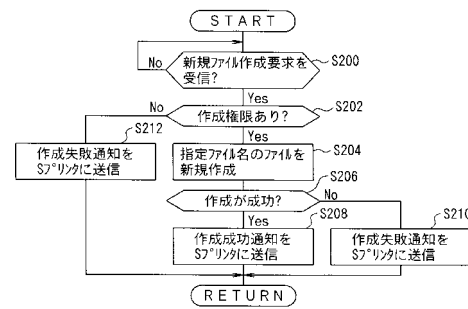 START
新規ファイル作成要求を
受信?
S200
No
Yes
作成権限あり?
S202
No
Yes
S212
作成失敗通知を
Sプリンタに送信
指定ファイル名のファイルを
新規作成
S204
作成が成功?
S206
No
Yes
作成成功通知を
Sプリンタに送信
S208
作成失敗通知を
Sプリンタに送信
S210
RETURN